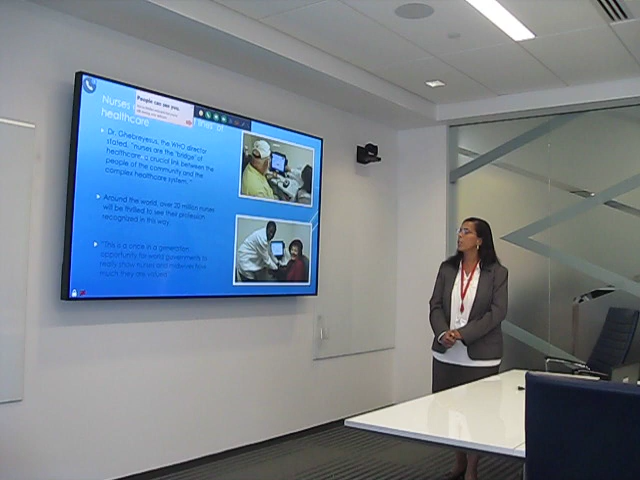 Nurses
People can see you.
nes of
healthcare
Dr. Ghebreyesus, the WHO director
stated, "nurses are the "bridge" of
healthcare, a crucial link between the
people of the community and the
complex healthcare system."
Around the world, over 20 million nurses
will be thrilled to see their profession
recognized in this way.
"This is a once in a generation
opportunity for world governments to
really show nurses and midwives how
much they are valued"